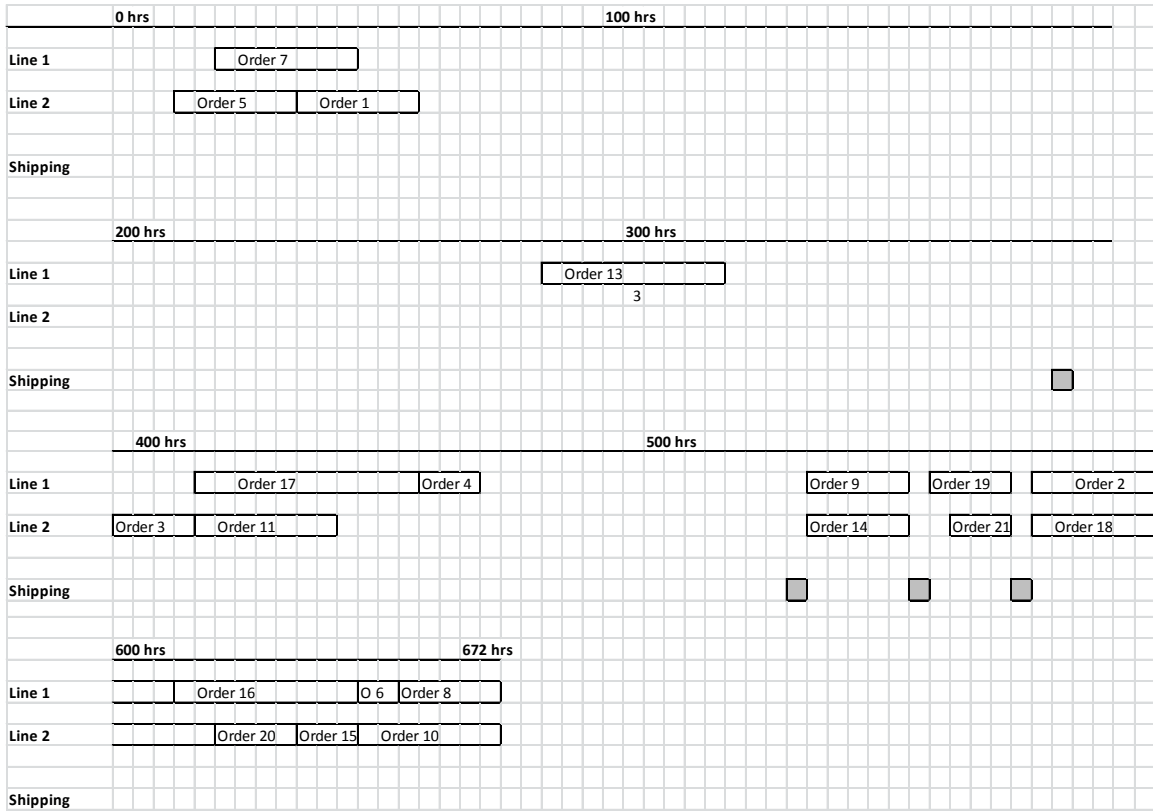 0 hrs 100 hrs
Line 1 Order 7
Line 2 Order 5 Order 1
Shipping
200 hrs 300 hrs
Line 1 Order 13
3
Line 2
Shipping
400 hrs 500 hrs
Line 1 Order 17 Order 4 Order 9 Order 19 Order 2
Line 2 Order 3 Order 11 Order 14 Order 21 Order 18
Shipping
600 hrs 672 hrs
Line 1 Order 16 O 6 Order 8
Line 2 Order 20 Order 15 Order 10
Shipping